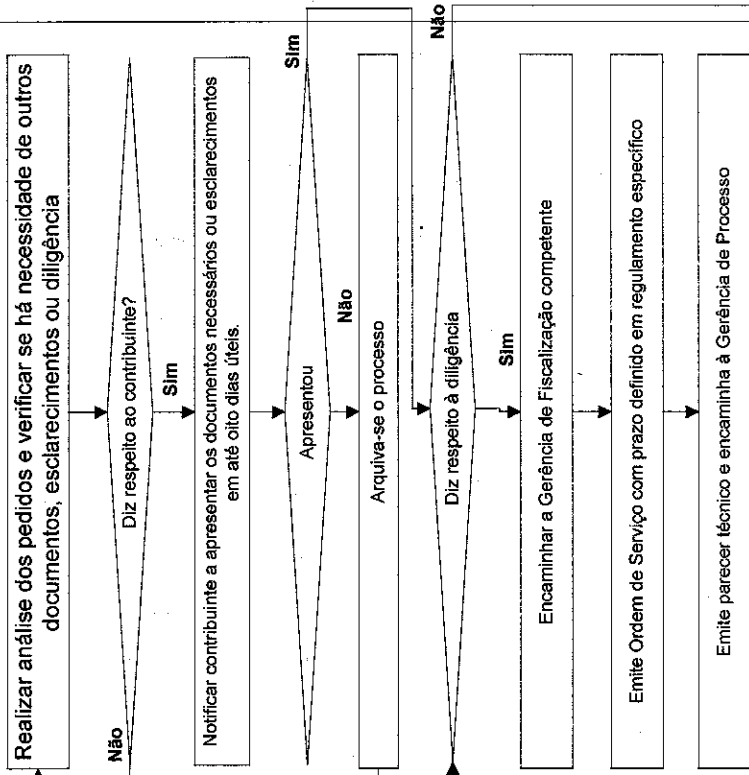 Realizar análise dos pedidos e verificar se há necessidade de outros
documentos, esclarecimentos ou diligência
Diz respeito ao contribuinte?
Não
Sim
Notificar contribuinte a apresentar os documentos necessários ou esclarecimentos
em até oito dias úteis.
Apresentou
Sim
Não
Arquiva-se o processo
Diz respeito à diligência
Não
Sim
Encaminhar a Gerência de Fiscalização competente
Emite Ordem de Serviço com prazo definido em regulamento específico
Emite parecer técnico e encaminha à Gerência de Processo